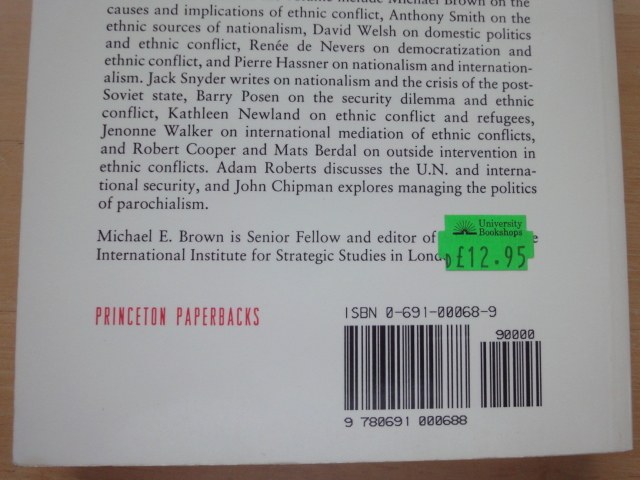 volume include Michael Brown on the
causes and implications of ethnic conflict, Anthony Smith on the
ethnic sources of nationalism, David Welsh on domestic politics
and ethnic conflict, Renée de Nevers on democratization and
ethnic conflict, and Pierre Hassner on nationalism and internation-
alism. Jack Snyder writes on nationalism and the crisis of the post-
Soviet state, Barry Posen on the security dilemma and ethnic
conflict, Kathleen Newland on ethnic conflict and refugees,
Jenonne Walker on international mediation of ethnic conflicts,
and Robert Cooper and Mats Berdal on outside intervention in
ethnic conflicts. Adam Roberts discusses the U.N. and interna-
tional security, and John Chipman explores managing the politics
of parochialism.
Michael E. Brown is Senior Fellow and editor of
International Institute for Strategic Studies in
University
Bookshops
£12.95
PRINCETON PAPERBACKS
ISBN 0-691-00068-9
90000
9 780691 000688